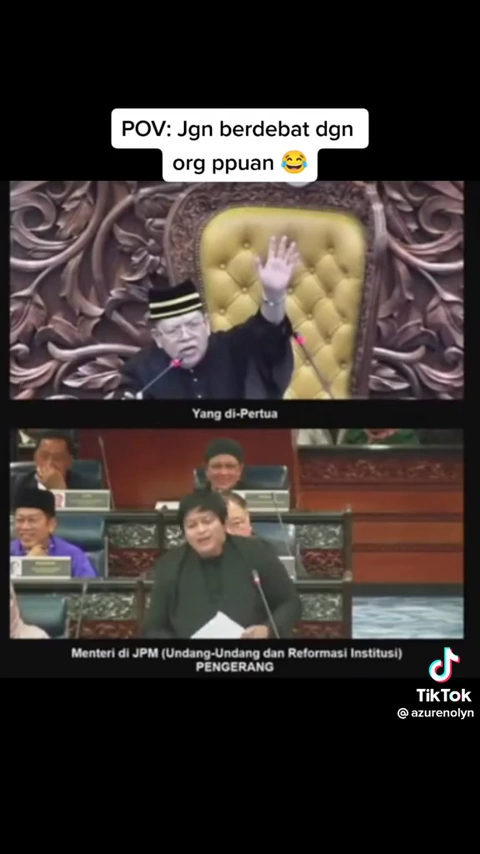 POV: Jgn berdebat dgn
org ppuan 😂
Yang di-Pertua
Menteri di JPM (Undang-Undang dan Reformasi Institusi)
PENGERANG
TikTok
@ azurenolyn